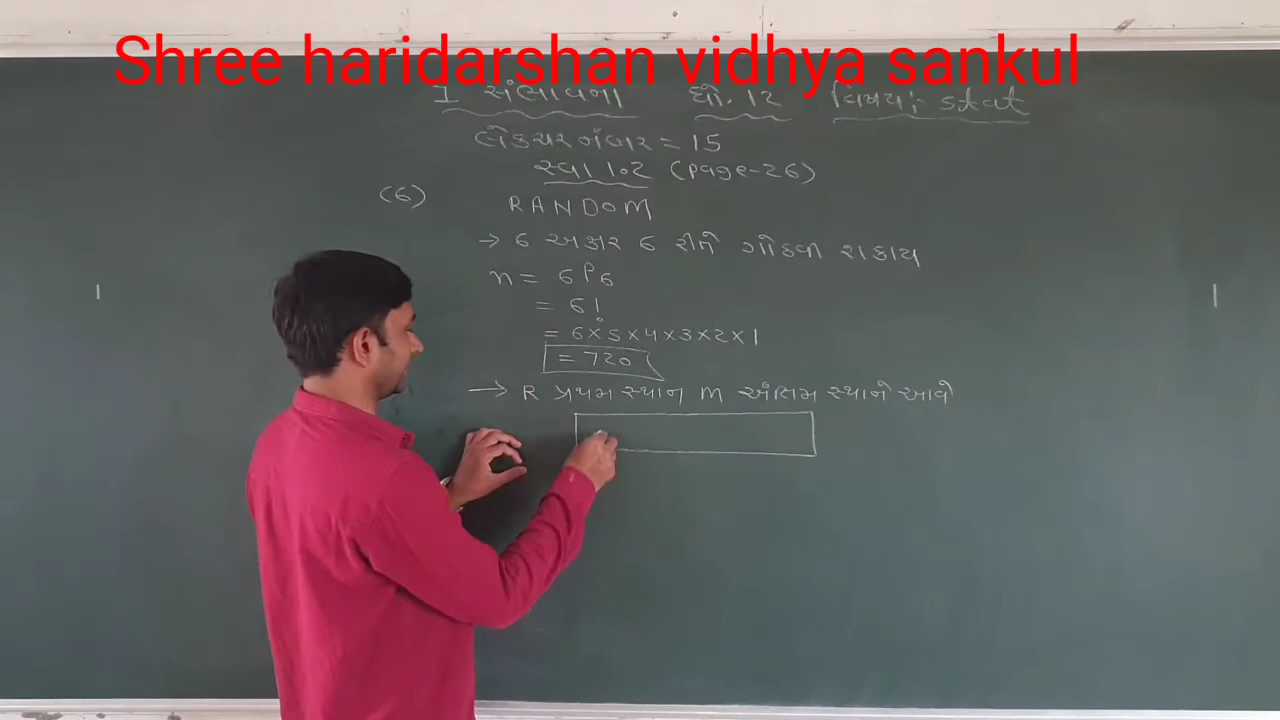 Shree haridarshan vidhya sankul
1 સંભાવના ધો. 12 વિષય:- stat
લેકચર નંબર = 15
સ્વા 1.2 (page-26)
(6) RANDOM
→ 6 અક્ષર 6 રીતે ગોઠવી શકાય
n = 6P6
= 6!
= 6×5×4×3×2×1
= 720
→ R પ્રથમ સ્થાન M અંતિમ સ્થાને આવે